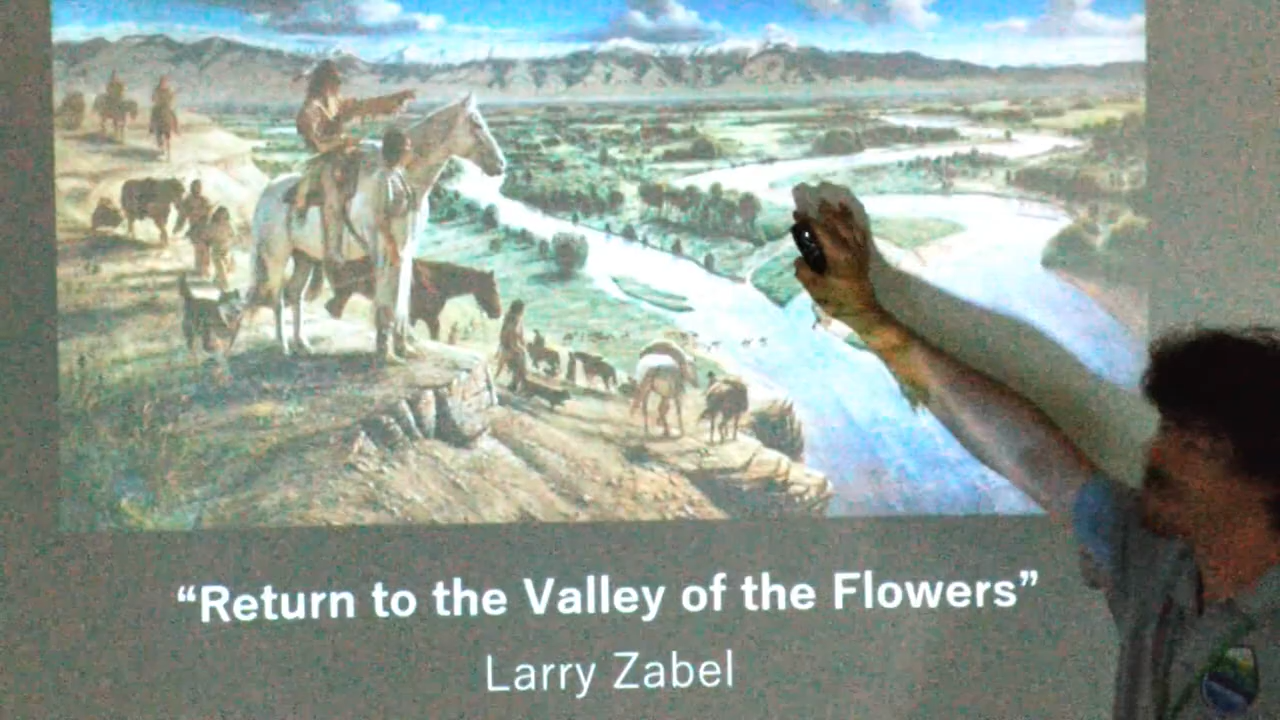 “Return to the Valley of the Flowers”
Larry Zabel